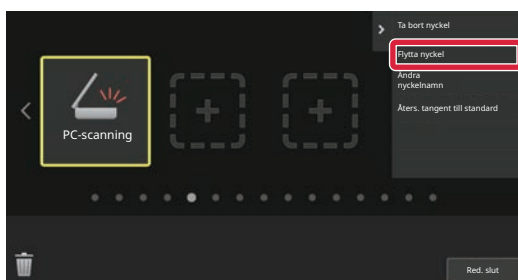 PC-scanning
Ta bort nyckel
Flytta nyckel
Ändra
nyckelnamn
Åters. tangent till standard
Red. slut